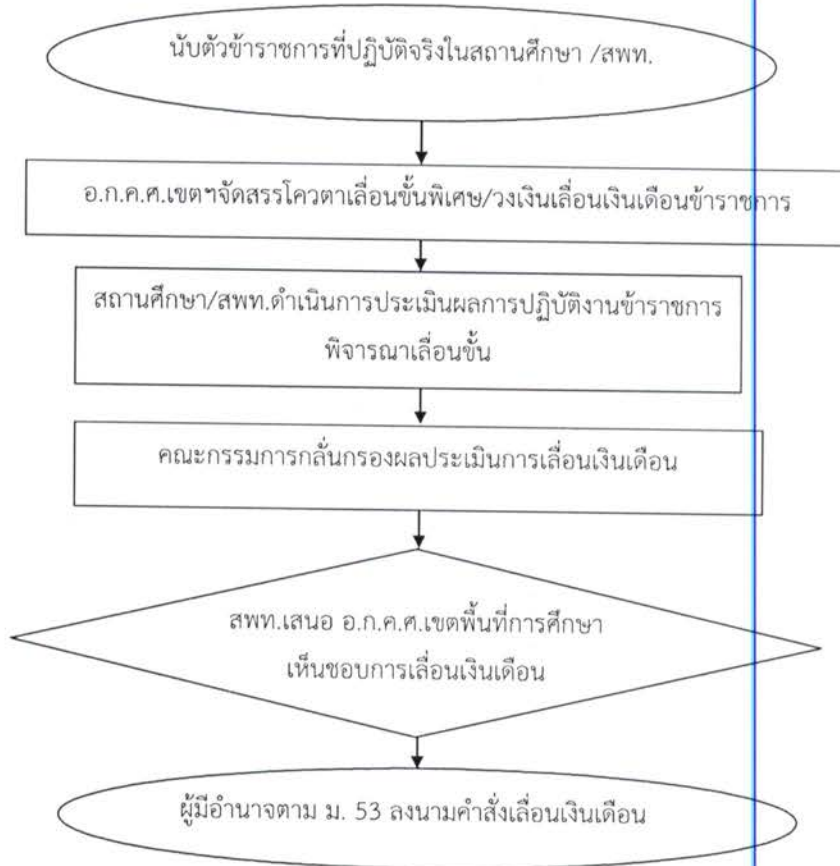 นับตัวข้าราชการที่ปฏิบัติจริงในสถานศึกษา /สพท.
อ.ก.ค.ศ.เขตฯจัดสรรโควตาเลื่อนขั้นพิเศษ/วงเงินเลื่อนเงินเดือนข้าราชการ
สถานศึกษา/สพท.ดำเนินการประเมินผลการปฏิบัติงานข้าราชการ
พิจารณาเลื่อนขั้น
คณะกรรมการกลั่นกรองผลประเมินการเลื่อนเงินเดือน
สพท.เสนอ อ.ก.ค.ศ.เขตพื้นที่การศึกษา
เห็นชอบการเลื่อนเงินเดือน
ผู้มีอำนาจตาม ม. 53 ลงนามคำสั่งเลื่อนเงินเดือน